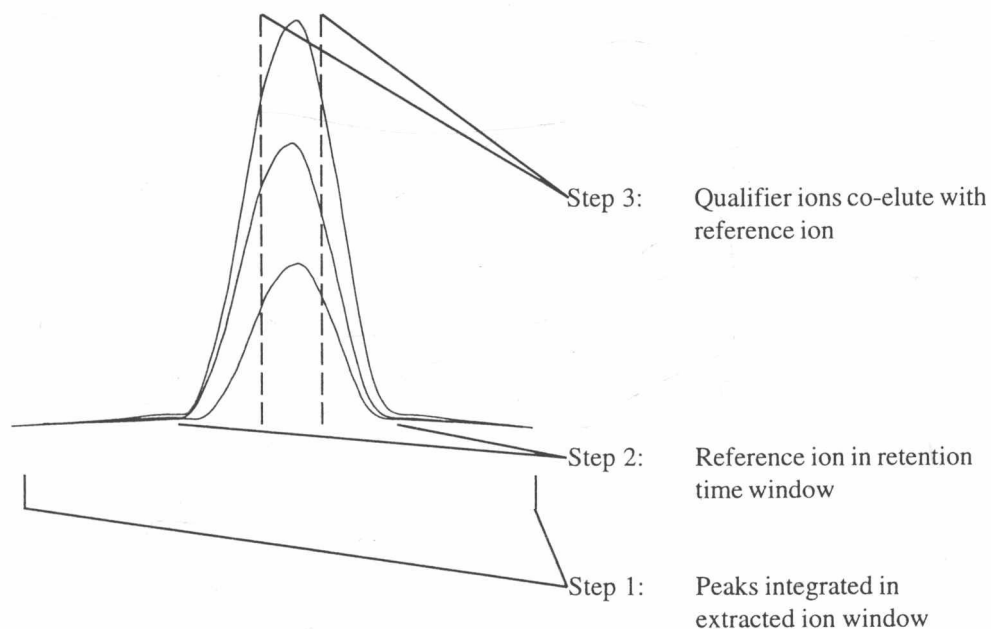 Step 3: Qualifier ions co-elute with
reference ion
Step 2: Reference ion in retention
time window
Step 1: Peaks integrated in
extracted ion window